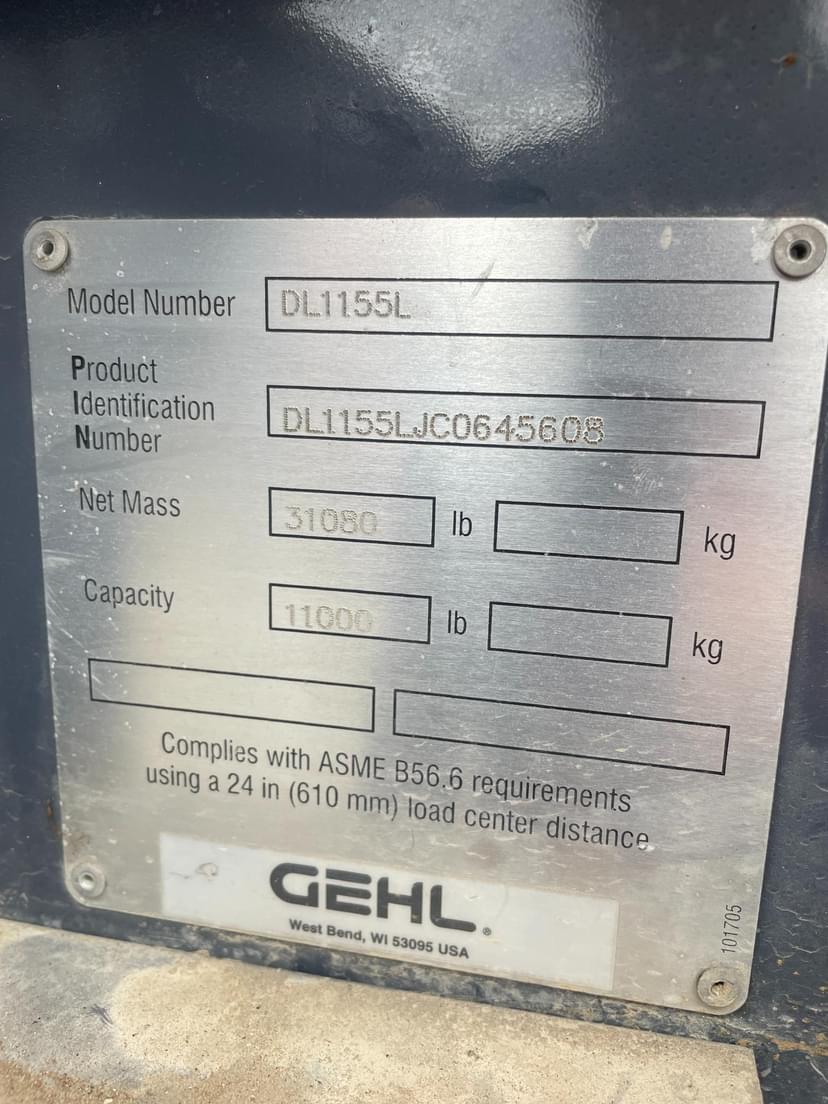 Model Number DL1155L
Product
Identification
Number DL1155LJC0645608
Net Mass 31080 lb kg
Capacity 11000 lb kg
Complies with ASME B56.6 requirements
using a 24 in (610 mm) load center distance
GEHL®
West Bend, WI 53095 USA
101705